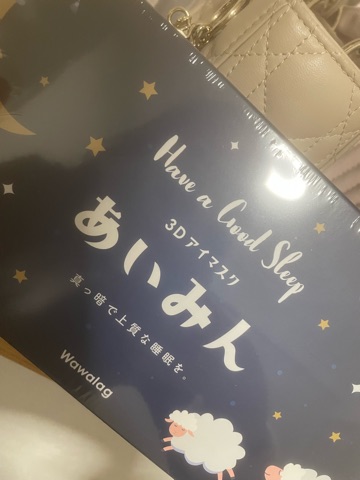 Have a Good Sleep
3Dアイマスク
あいみん
真っ暗で上質な睡眠を
Wawalag